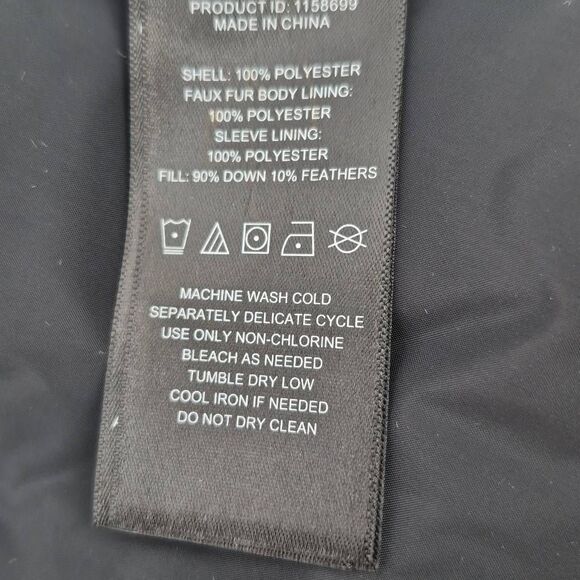 PRODUCT ID: 1158699
MADE IN CHINA
SHELL: 100% POLYESTER
FAUX FUR BODY LINING:
100% POLYESTER
SLEEVE LINING:
100% POLYESTER
FILL: 90% DOWN 10% FEATHERS
MACHINE WASH COLD
SEPARATELY DELICATE CYCLE
USE ONLY NON-CHLORINE
BLEACH AS NEEDED
TUMBLE DRY LOW
COOL IRON IF NEEDED
DO NOT DRY CLEAN